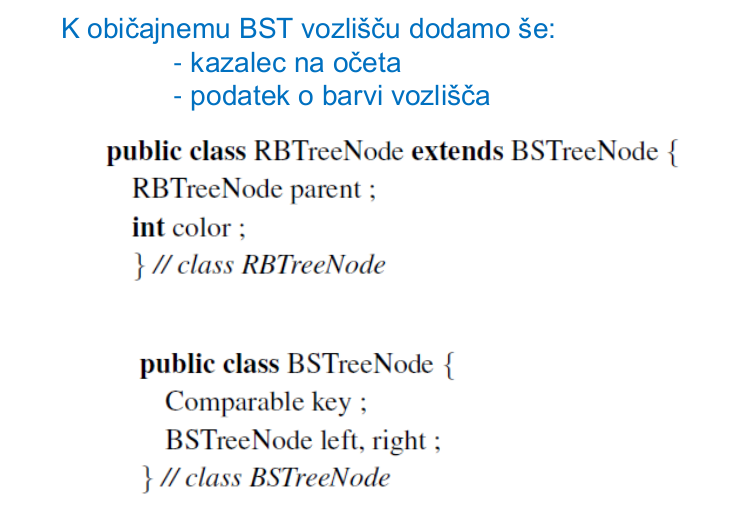 K običajnemu BST vozlišču dodamo še:
- kazalec na očeta
- podatek o barvi vozlišča
public class RBTreeNode extends BSTreeNode {
RBTreeNode parent ;
int color ;
} // class RBTreeNode
public class BSTreeNode {
Comparable key ;
BSTreeNode left, right ;
} // class BSTreeNode